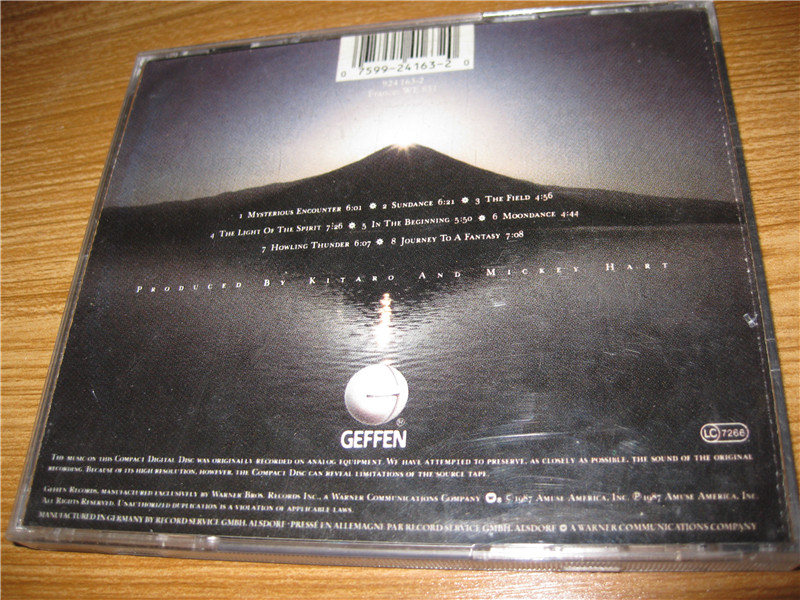 0 7599-24163-2 0
924 163-2
France: WE 835
1 Mysterious Encounter 6:01 ❁ 2 Sundance 6:21 ❁ 3 The Field 4:56
4 The Light Of The Spirit 7:26 ❁ 5 In The Beginning 5:50 ❁ 6 Moondance 4:44
7 Howling Thunder 6:07 ❁ 8 Journey To A Fantasy 7:08
Produced By Kitaro And Mickey Hart
GEFFEN
LC 7266
The music on this Compact Digital Disc was originally recorded on analog equipment. We have attempted to preserve, as closely as possible, the sound of the original
recording. Because of its high resolution, however, the Compact Disc can reveal limitations of the source tape.
Geffen Records, manufactured exclusively by Warner Bros. Records Inc., a Warner Communications Company © 1987 Amuse America, Inc. ℗ 1987 Amuse America, Inc
All Rights Reserved. Unauthorized duplication is a violation of applicable laws.
Manufactured in Germany by Record Service GmbH, Alsdorf · Pressé en Allemagne par Record Service GmbH, Alsdorf A Warner Communications Company